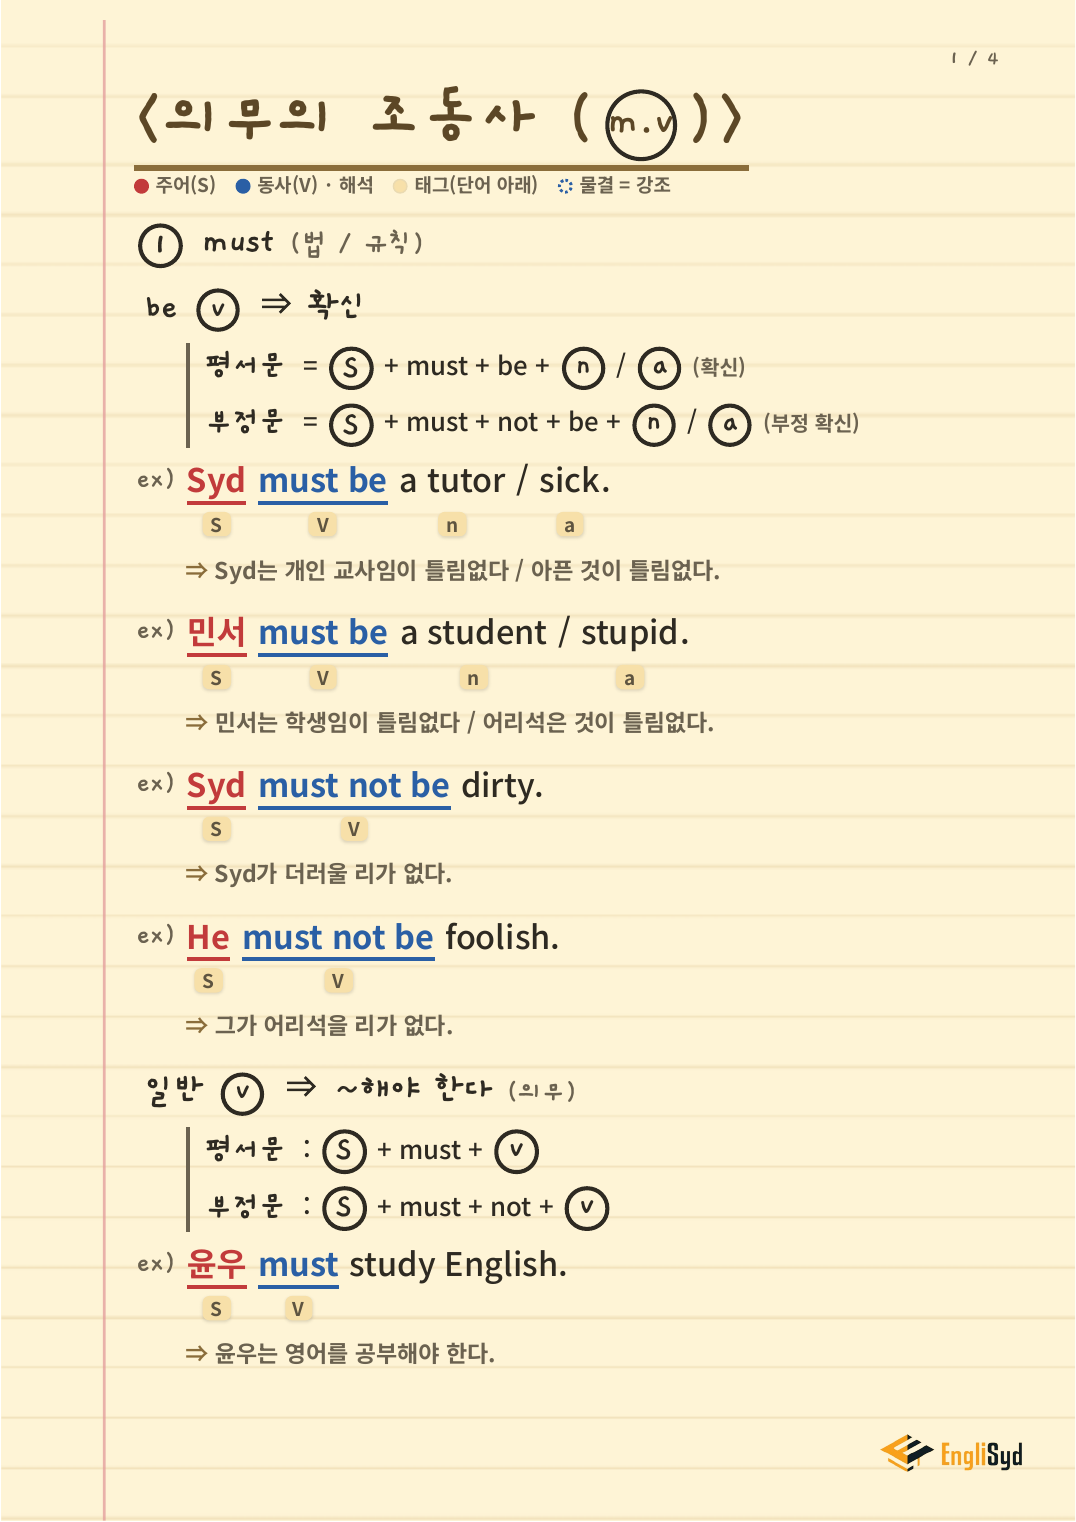 1 / 4
<의무의 조동사 (m.v)>
주어(S) 동사(V) · 해석 태그(단어 아래) 물결 = 강조
1 must (법 / 규칙)
be v ⇒ 확신
평서문 = S + must + be + n / a (확신)
부정문 = S + must + not + be + n / a (부정 확신)
ex) Syd must be a tutor / sick.
S V n a
⇒ Syd는 개인 교사임이 틀림없다 / 아픈 것이 틀림없다.
ex) 민서 must be a student / stupid.
S V n a
⇒ 민서는 학생임이 틀림없다 / 어리석은 것이 틀림없다.
ex) Syd must not be dirty.
S V
⇒ Syd가 더러울 리가 없다.
ex) He must not be foolish.
S V
⇒ 그가 어리석을 리가 없다.
일반 v ⇒ ~해야 한다 (의무)
평서문 : S + must + v
부정문 : S + must + not + v
ex) 윤우 must study English.
S V
⇒ 윤우는 영어를 공부해야 한다.
EngliSyd